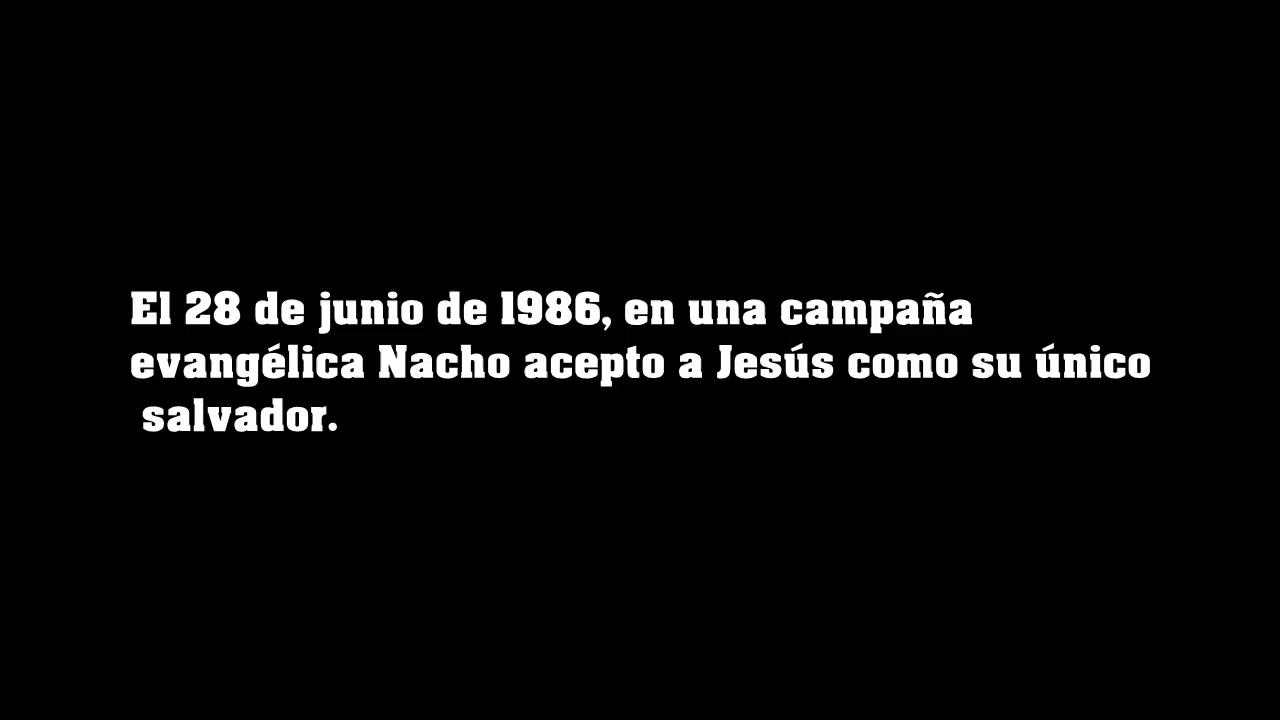 El 28 de junio de 1986, en una campaña
evangélica Nacho acepto a Jesús como su único
salvador.